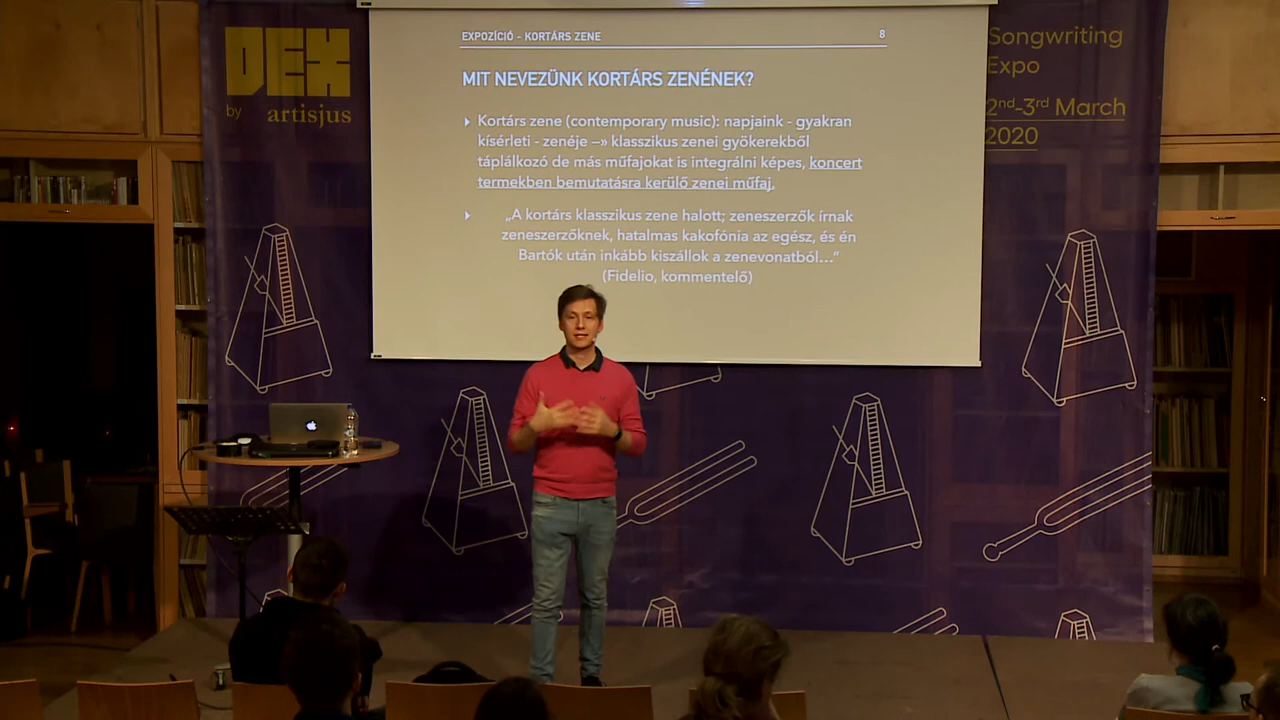 DEX
by artisjus
EXPOZÍCIÓ - KORTÁRS ZENE
8
MIT NEVEZÜNK KORTÁRS ZENÉNEK?
Kortárs zene (contemporary music): napjaink - gyakran
kísérleti - zenéje —» klasszikus zenei gyökerekből
táplálkozó de más műfajokat is integrálni képes, koncert
termekben bemutatásra kerülő zenei műfaj.
„A kortárs klasszikus zene halott; zeneszerzők írnak
zeneszerzőknek, hatalmas kakofónia az egész, és én
Bartók után inkább kiszállok a zenevonatból...”
(Fidelio, kommentelő)
Songwriting
Expo
2nd-3rd March
2020